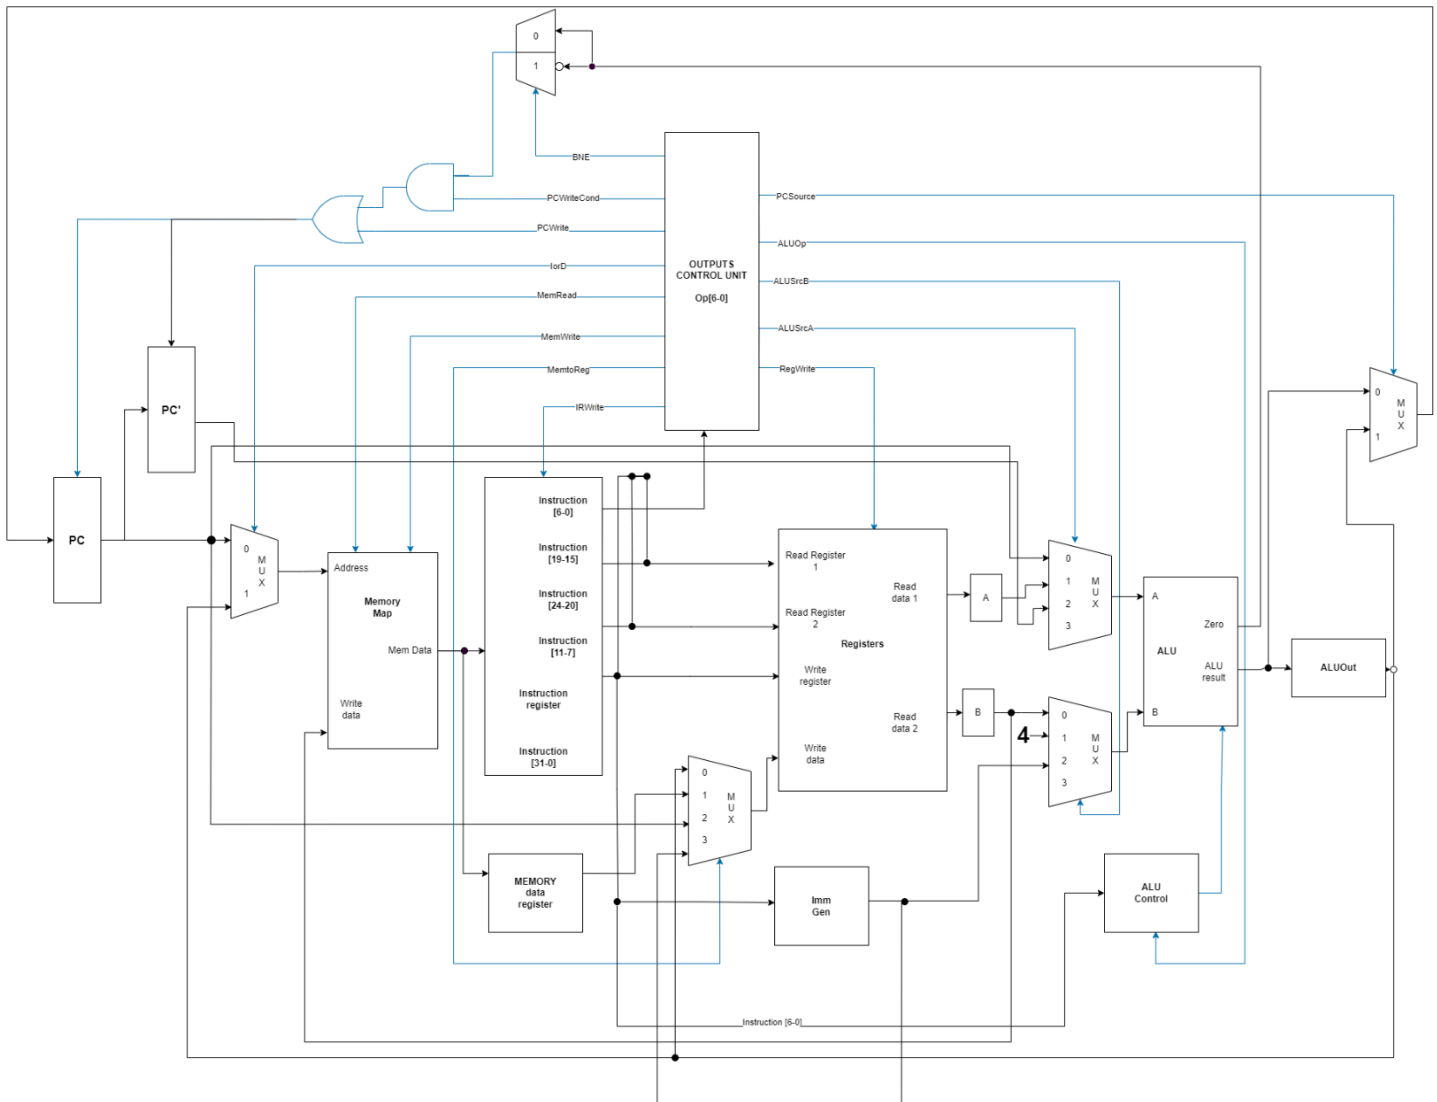 0
1
BNE
PCWriteCond
PCWrite
IorD
MemRead
MemWrite
MemtoReg
IRWrite
OUTPUTS
CONTROL UNIT
Op[6-0]
PCSource
ALUOp
ALUSrcB
ALUSrcA
RegWrite
PC'
PC
0
M
U
X
1
Address
Memory
Map
Mem Data
Write
data
Instruction
[6-0]
Instruction
[19-15]
Instruction
[24-20]
Instruction
[11-7]
Instruction
register
Instruction
[31-0]
Read Register
1
Read
data 1
Read Register
2
Registers
Write
register
Read
data 2
Write
data
A
B
0
1
2
3
M
U
X
4
0
1
2
3
M
U
X
A
Zero
ALU
ALU
result
B
ALUOut
0
M
U
X
1
0
1
2
3
M
U
X
MEMORY
data
register
Imm
Gen
ALU
Control
Instruction [6-0]